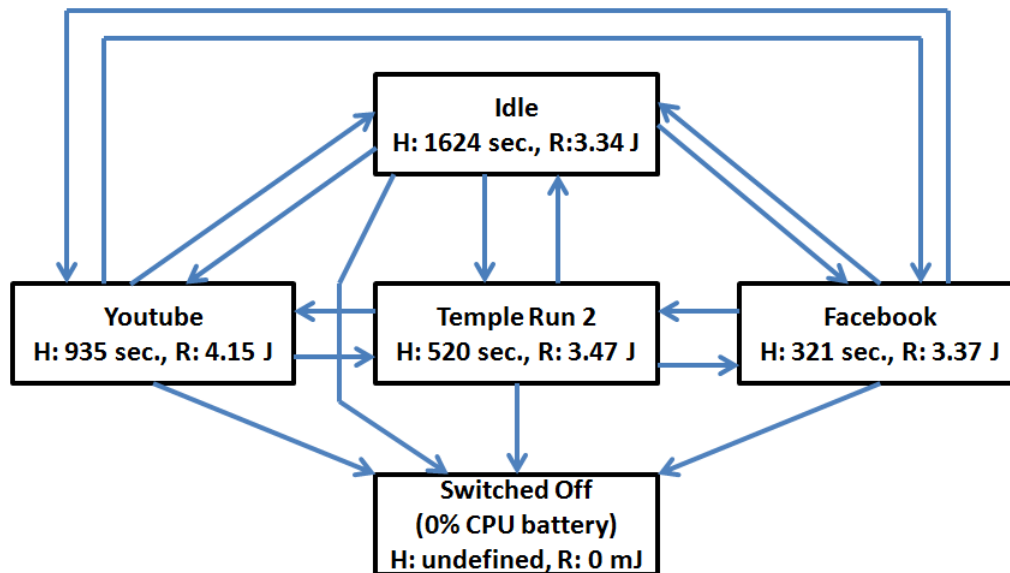 Idle
H: 1624 sec., R:3.34 J
Youtube
H: 935 sec., R: 4.15 J
Temple Run 2
H: 520 sec., R: 3.47 J
Facebook
H: 321 sec., R: 3.37 J
Switched Off
(0% CPU battery)
H: undefined, R: 0 mJ